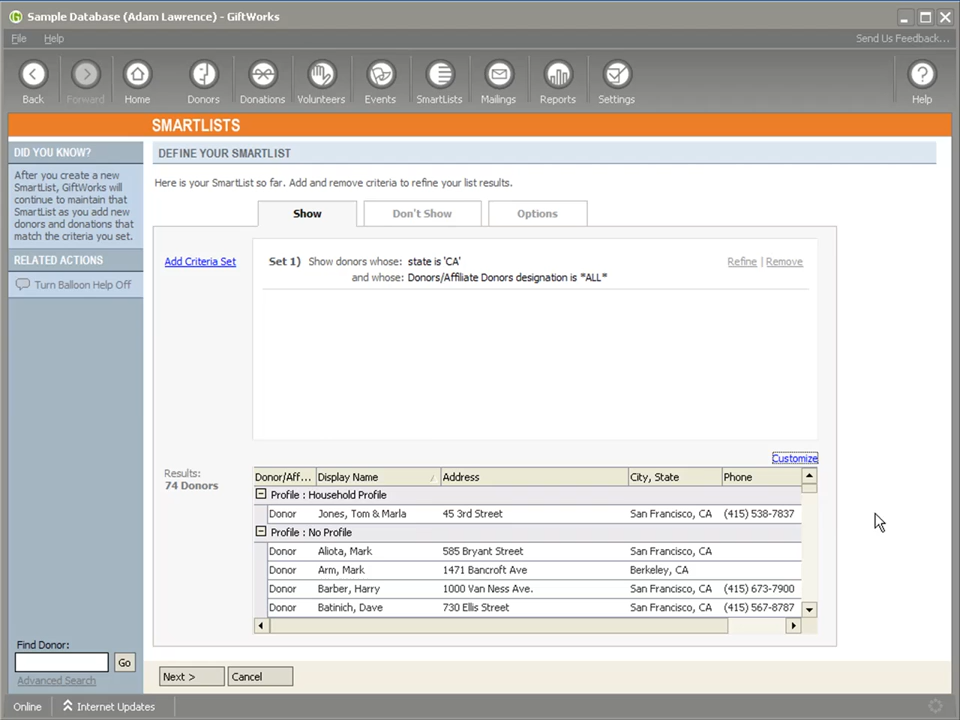 Sample Database (Adam Lawrence) - GiftWorks
File Help Send Us Feedback...
Back Forward Home Donors Donations Volunteers Events SmartLists Mailings Reports Settings Help
SMARTLISTS
DID YOU KNOW?
After you create a new
SmartList, GiftWorks will
continue to maintain that
SmartList as you add new
donors and donations that
match the criteria you set.
RELATED ACTIONS
Turn Balloon Help Off
DEFINE YOUR SMARTLIST
Here is your SmartList so far. Add and remove criteria to refine your list results.
Show Don't Show Options
Add Criteria Set
Set 1) Show donors whose: state is 'CA' Refine | Remove
and whose: Donors/Affiliate Donors designation is "ALL"
Customize
Results:
74 Donors
Donor/Aff... Display Name Address City, State Phone
Profile : Household Profile
Donor Jones, Tom & Marla 45 3rd Street San Francisco, CA (415) 538-7837
Profile : No Profile
Donor Aliota, Mark 585 Bryant Street San Francisco, CA
Donor Arm, Mark 1471 Bancroft Ave Berkeley, CA
Donor Barber, Harry 1000 Van Ness Ave. San Francisco, CA (415) 673-7900
Donor Batinich, Dave 730 Ellis Street San Francisco, CA (415) 567-8787
Find Donor:
Go
Advanced Search
Next > Cancel
Online Internet Updates